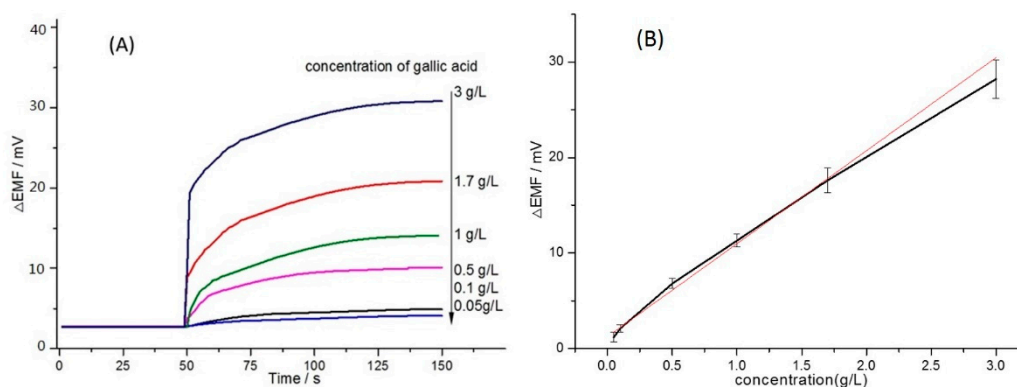 (A)
concentration of gallic acid
3 g/L
1.7 g/L
1 g/L
0.5 g/L
0.1 g/L
0.05g/L
△EMF / mV
40
30
20
10
0
0
25
50
75
100
125
150
Time / s
(B)
△EMF / mV
30
20
10
0
0.0
0.5
1.0
1.5
2.0
2.5
3.0
concentration(g/L)